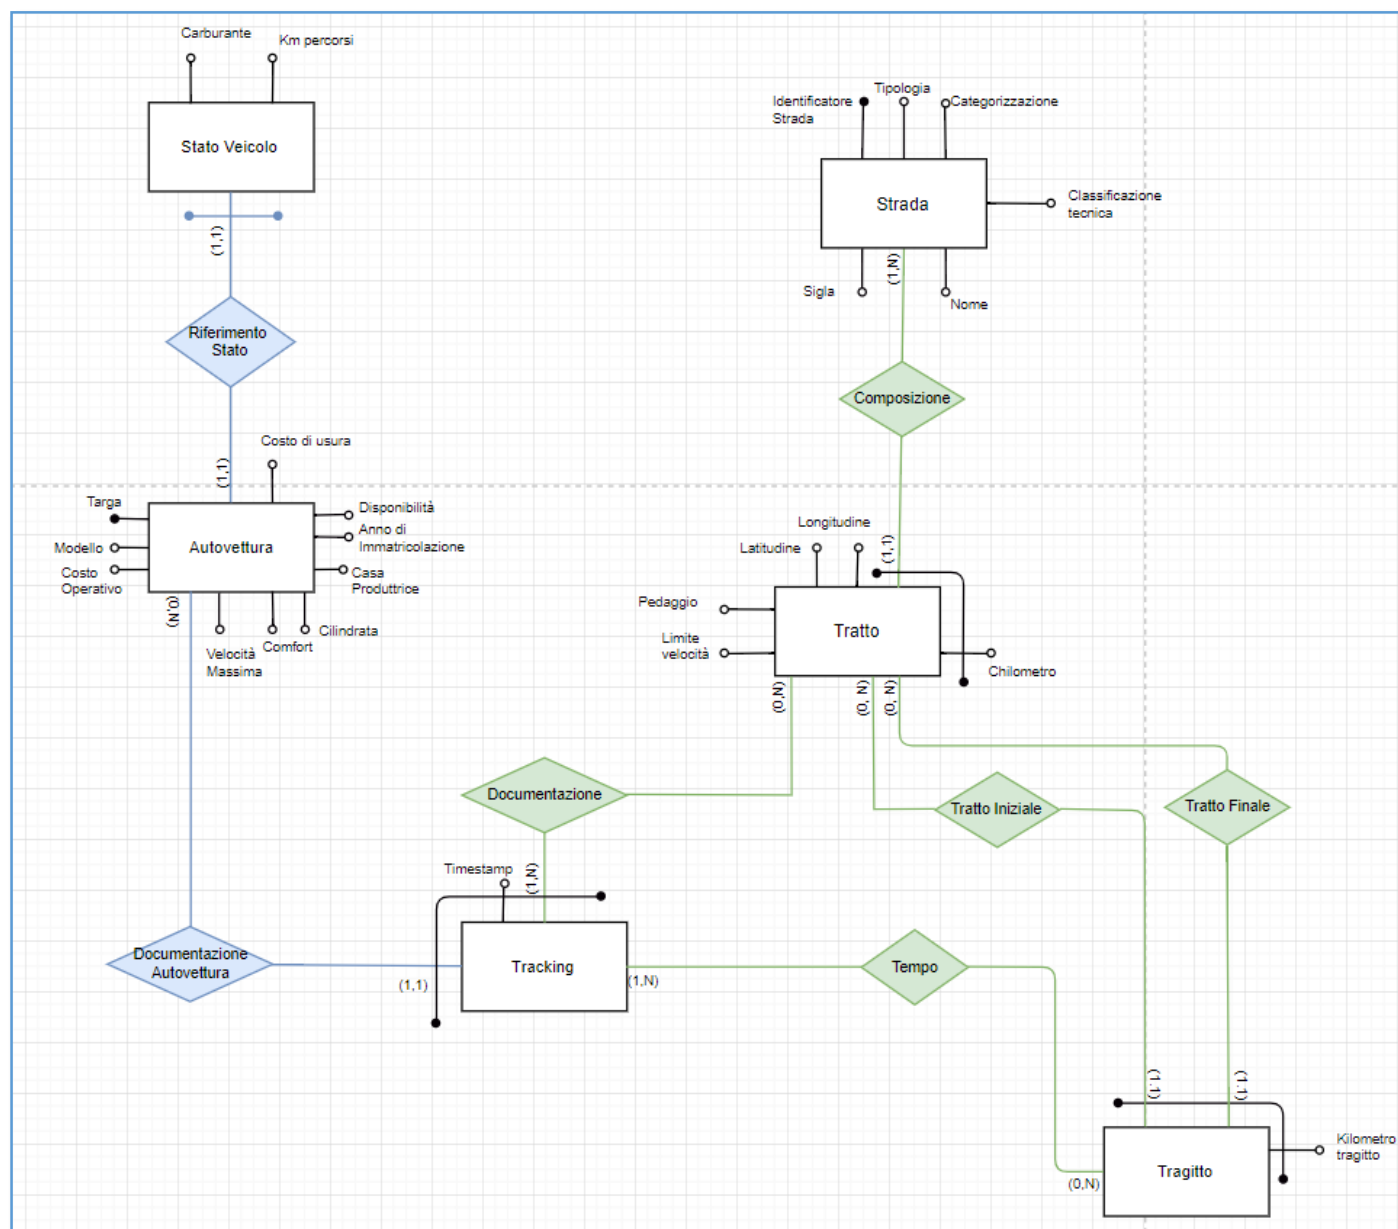 Carburante
Km percorsi
Stato Veicolo
(1,1)
Riferimento
Stato
(1,1)
Identificatore
Strada
Tipologia
Categorizzazione
Strada
Classificazione
tecnica
(1,N)
Sigla
Nome
Composizione
(1,1)
Costo di usura
Targa
Disponibilità
Modello
Autovettura
Anno di
Immatricolazione
Costo
Operativo
Casa
Produttrice
(0,N)
Velocità
Massima
Comfort
Cilindrata
Longitudine
Latitudine
Pedaggio
Tratto
Limite
velocità
Chilometro
(0,N)
(0, N)
(0, N)
Documentazione
Tratto Iniziale
Tratto Finale
Timestamp
(1,N)
Documentazione
Autovettura
(1,1)
Tracking
(1,N)
Tempo
(1.1)
(1.1)
Kilometro
tragitto
Tragitto
(0,N)